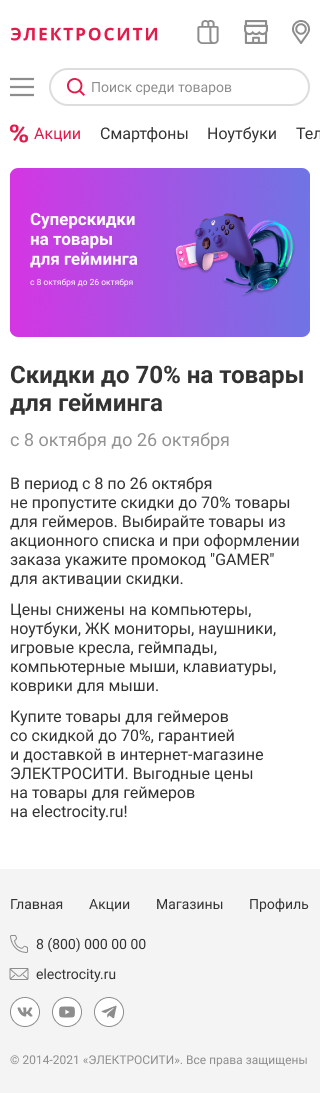 ЭЛЕКТРОСИТИ
Поиск среди товаров
% Акции Смартфоны Ноутбуки Тел
Суперскидки
на товары
для гейминга
с 8 октября до 26 октября
Скидки до 70% на товары
для гейминга
с 8 октября до 26 октября
В период с 8 по 26 октября
не пропустите скидки до 70% товары
для геймеров. Выбирайте товары из
акционного списка и при оформлении
заказа укажите промокод "GAMER"
для активации скидки.
Цены снижены на компьютеры,
ноутбуки, ЖК мониторы, наушники,
игровые кресла, геймпады,
компьютерные мыши, клавиатуры,
коврики для мыши.
Купите товары для геймеров
со скидкой до 70%, гарантией
и доставкой в интернет-магазине
ЭЛЕКТРОСИТИ. Выгодные цены
на товары для геймеров
на electrocity.ru!
Главная Акции Магазины Профиль
8 (800) 000 00 00
electrocity.ru
© 2014-2021 «ЭЛЕКТРОСИТИ». Все права защищены